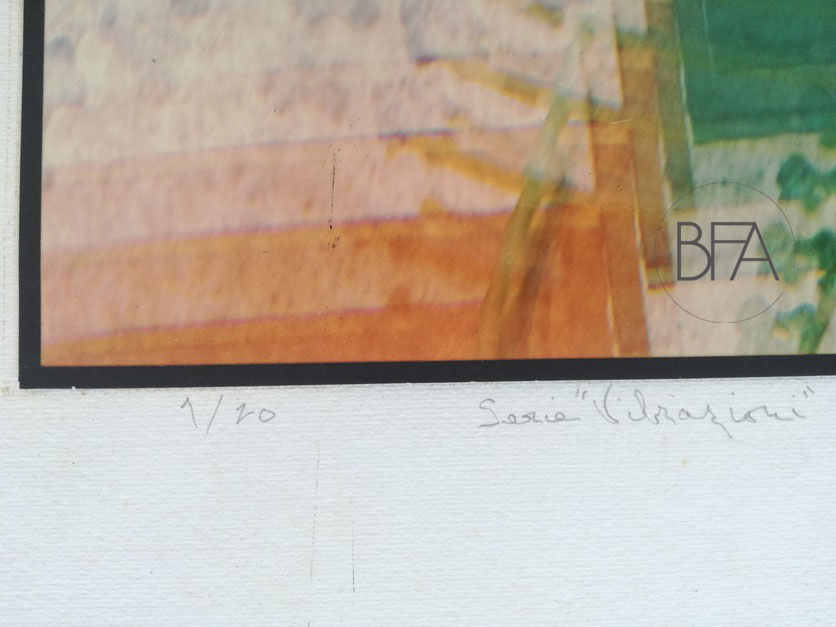 BFA
1/20 Serie "Vibrazioni"